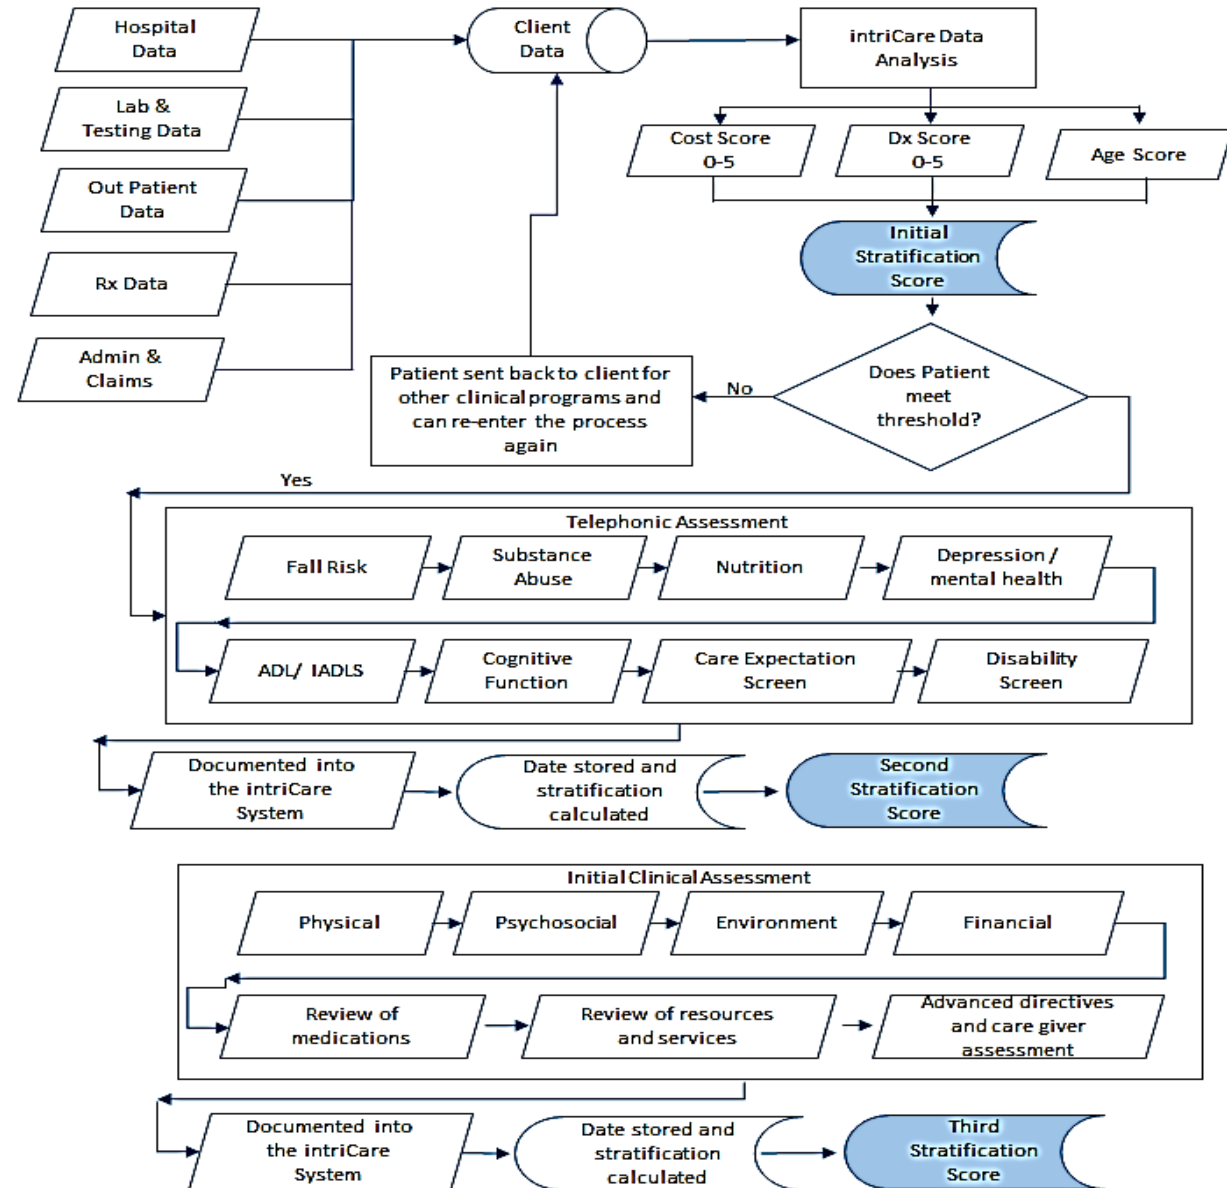 Hospital
Data
Client
Data
intriCare Data
Analysis
Lab &
Testing Data
Cost Score
0-5
Dx Score
0-5
Age Score
Out Patient
Data
Initial
Stratification
Score
Rx Data
Admin &
Claims
Patient sent back to client for
other clinical programs and
can re-enter the process
again
No
Does Patient
meet
threshold?
Yes
Telephonic Assessment
Fall Risk
Substance
Abuse
Nutrition
Depression /
mental health
ADL/ IADLS
Cognitive
Function
Care Expectation
Screen
Disability
Screen
Documented into
the intriCare
System
Date stored and
stratification
calculated
Second
Stratification
Score
Initial Clinical Assessment
Physical
Psychosocial
Environment
Financial
Review of
medications
Review of resources
and services
Advanced directives
and care giver
assessment
Documented into
the intriCare
System
Date stored and
stratification
calculated
Third
Stratification
Score